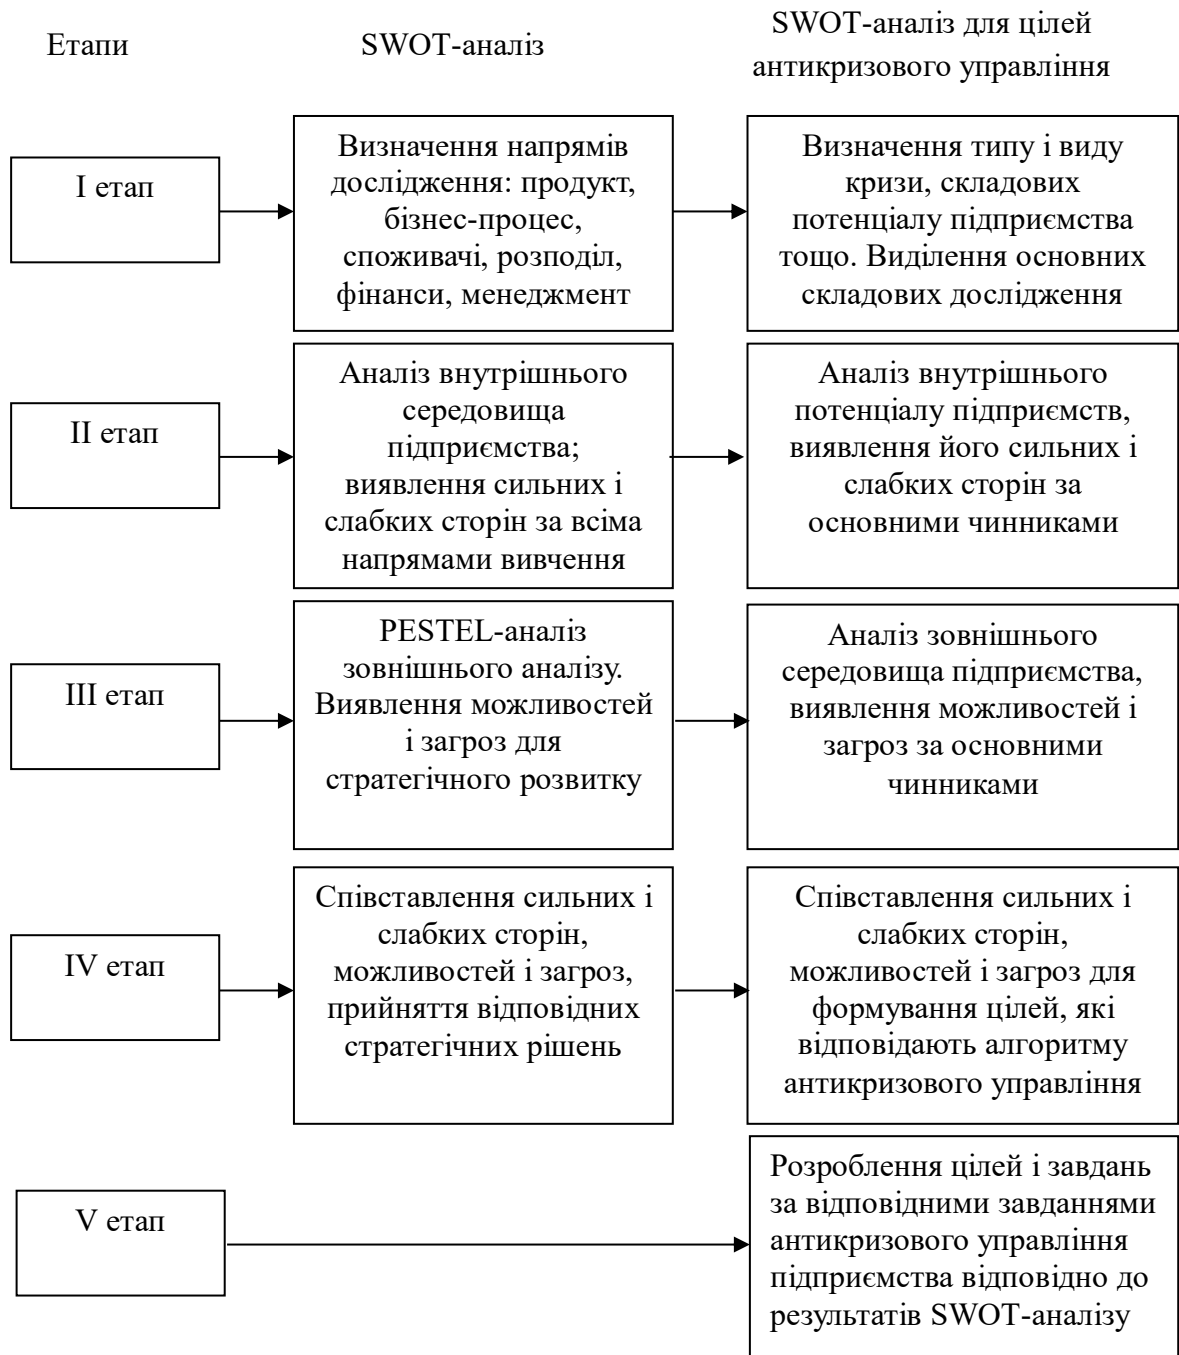 Етапи
SWOT-аналіз
SWOT-аналіз для цілей
антикризового управління
I етап
Визначення напрямів
дослідження: продукт,
бізнес-процес,
споживачі, розподіл,
фінанси, менеджмент
Визначення типу і виду
кризи, складових
потенціалу підприємства
тощо. Виділення основних
складових дослідження
II етап
Аналіз внутрішнього
середовища
підприємства;
виявлення сильних і
слабких сторін за всіма
напрямами вивчення
Аналіз внутрішнього
потенціалу підприємств,
виявлення його сильних і
слабких сторін за
основними чинниками
III етап
PESTEL-аналіз
зовнішнього аналізу.
Виявлення можливостей
і загроз для
стратегічного розвитку
Аналіз зовнішнього
середовища підприємства,
виявлення можливостей і
загроз за основними
чинниками
IV етап
Співставлення сильних і
слабких сторін,
можливостей і загроз,
прийняття відповідних
стратегічних рішень
Співставлення сильних і
слабких сторін,
можливостей і загроз для
формування цілей, які
відповідають алгоритму
антикризового управління
V етап
Розроблення цілей і завдань
за відповідними завданнями
антикризового управління
підприємства відповідно до
результатів SWOT-аналізу